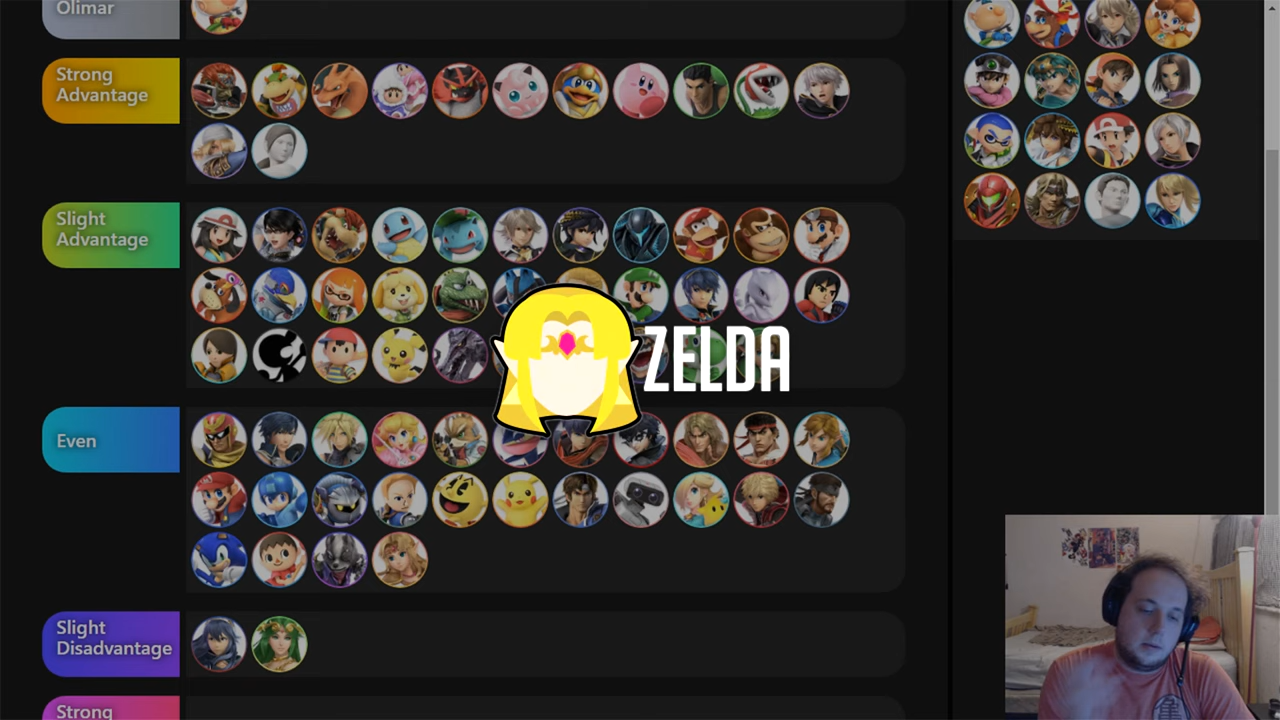 Olimar
Strong
Advantage
Slight
Advantage
ZELDA
Even
Slight
Disadvantage
Strong